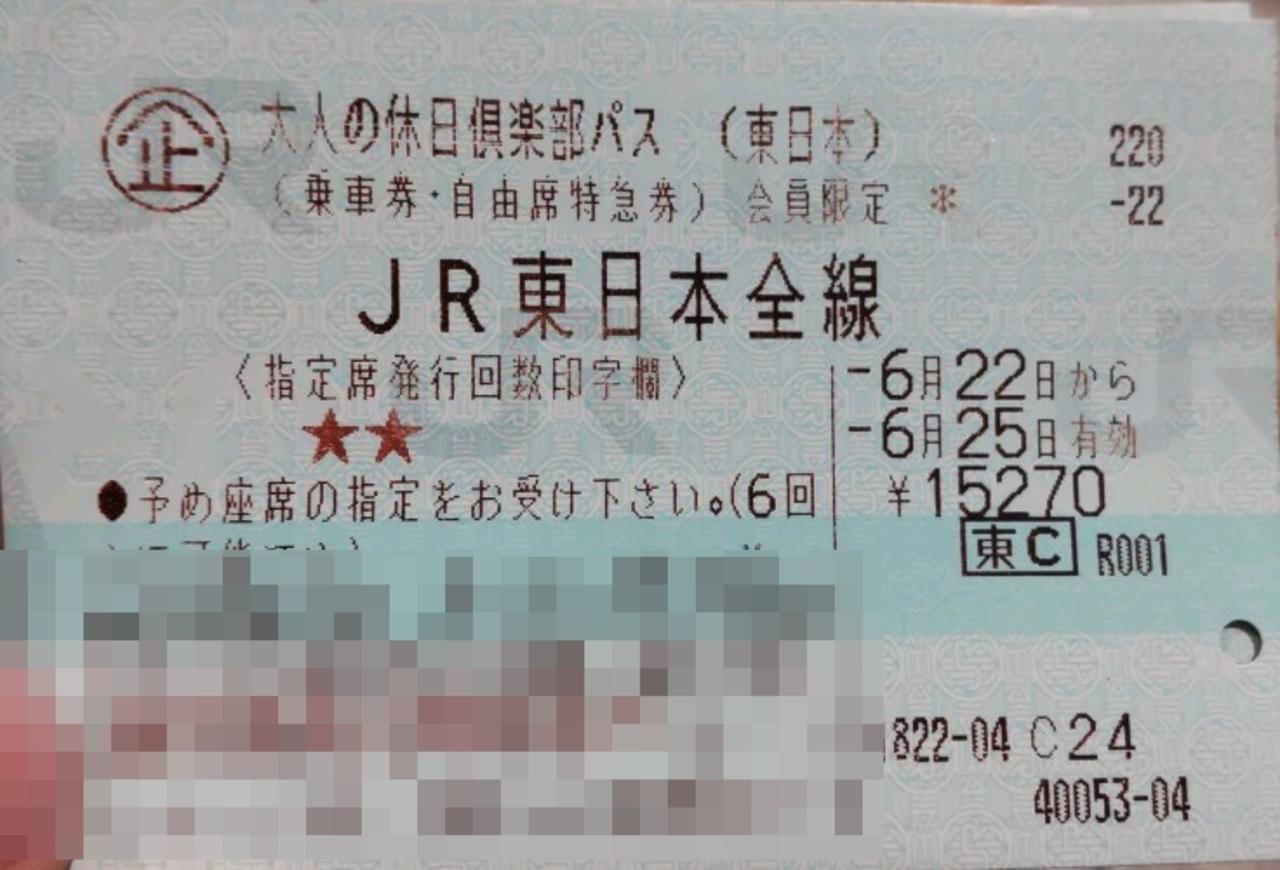 企 大人の休日倶楽部パス (東日本) 220
(乗車券・自由席特急券) 会員限定 * -22
JR東日本全線
〈指定席発行回数印字欄〉
-6月22日から
★★
-6月25日有効
●予め座席の指定をお受け下さい。(6回
¥15270
東C R001
822-04 C24
40053-04